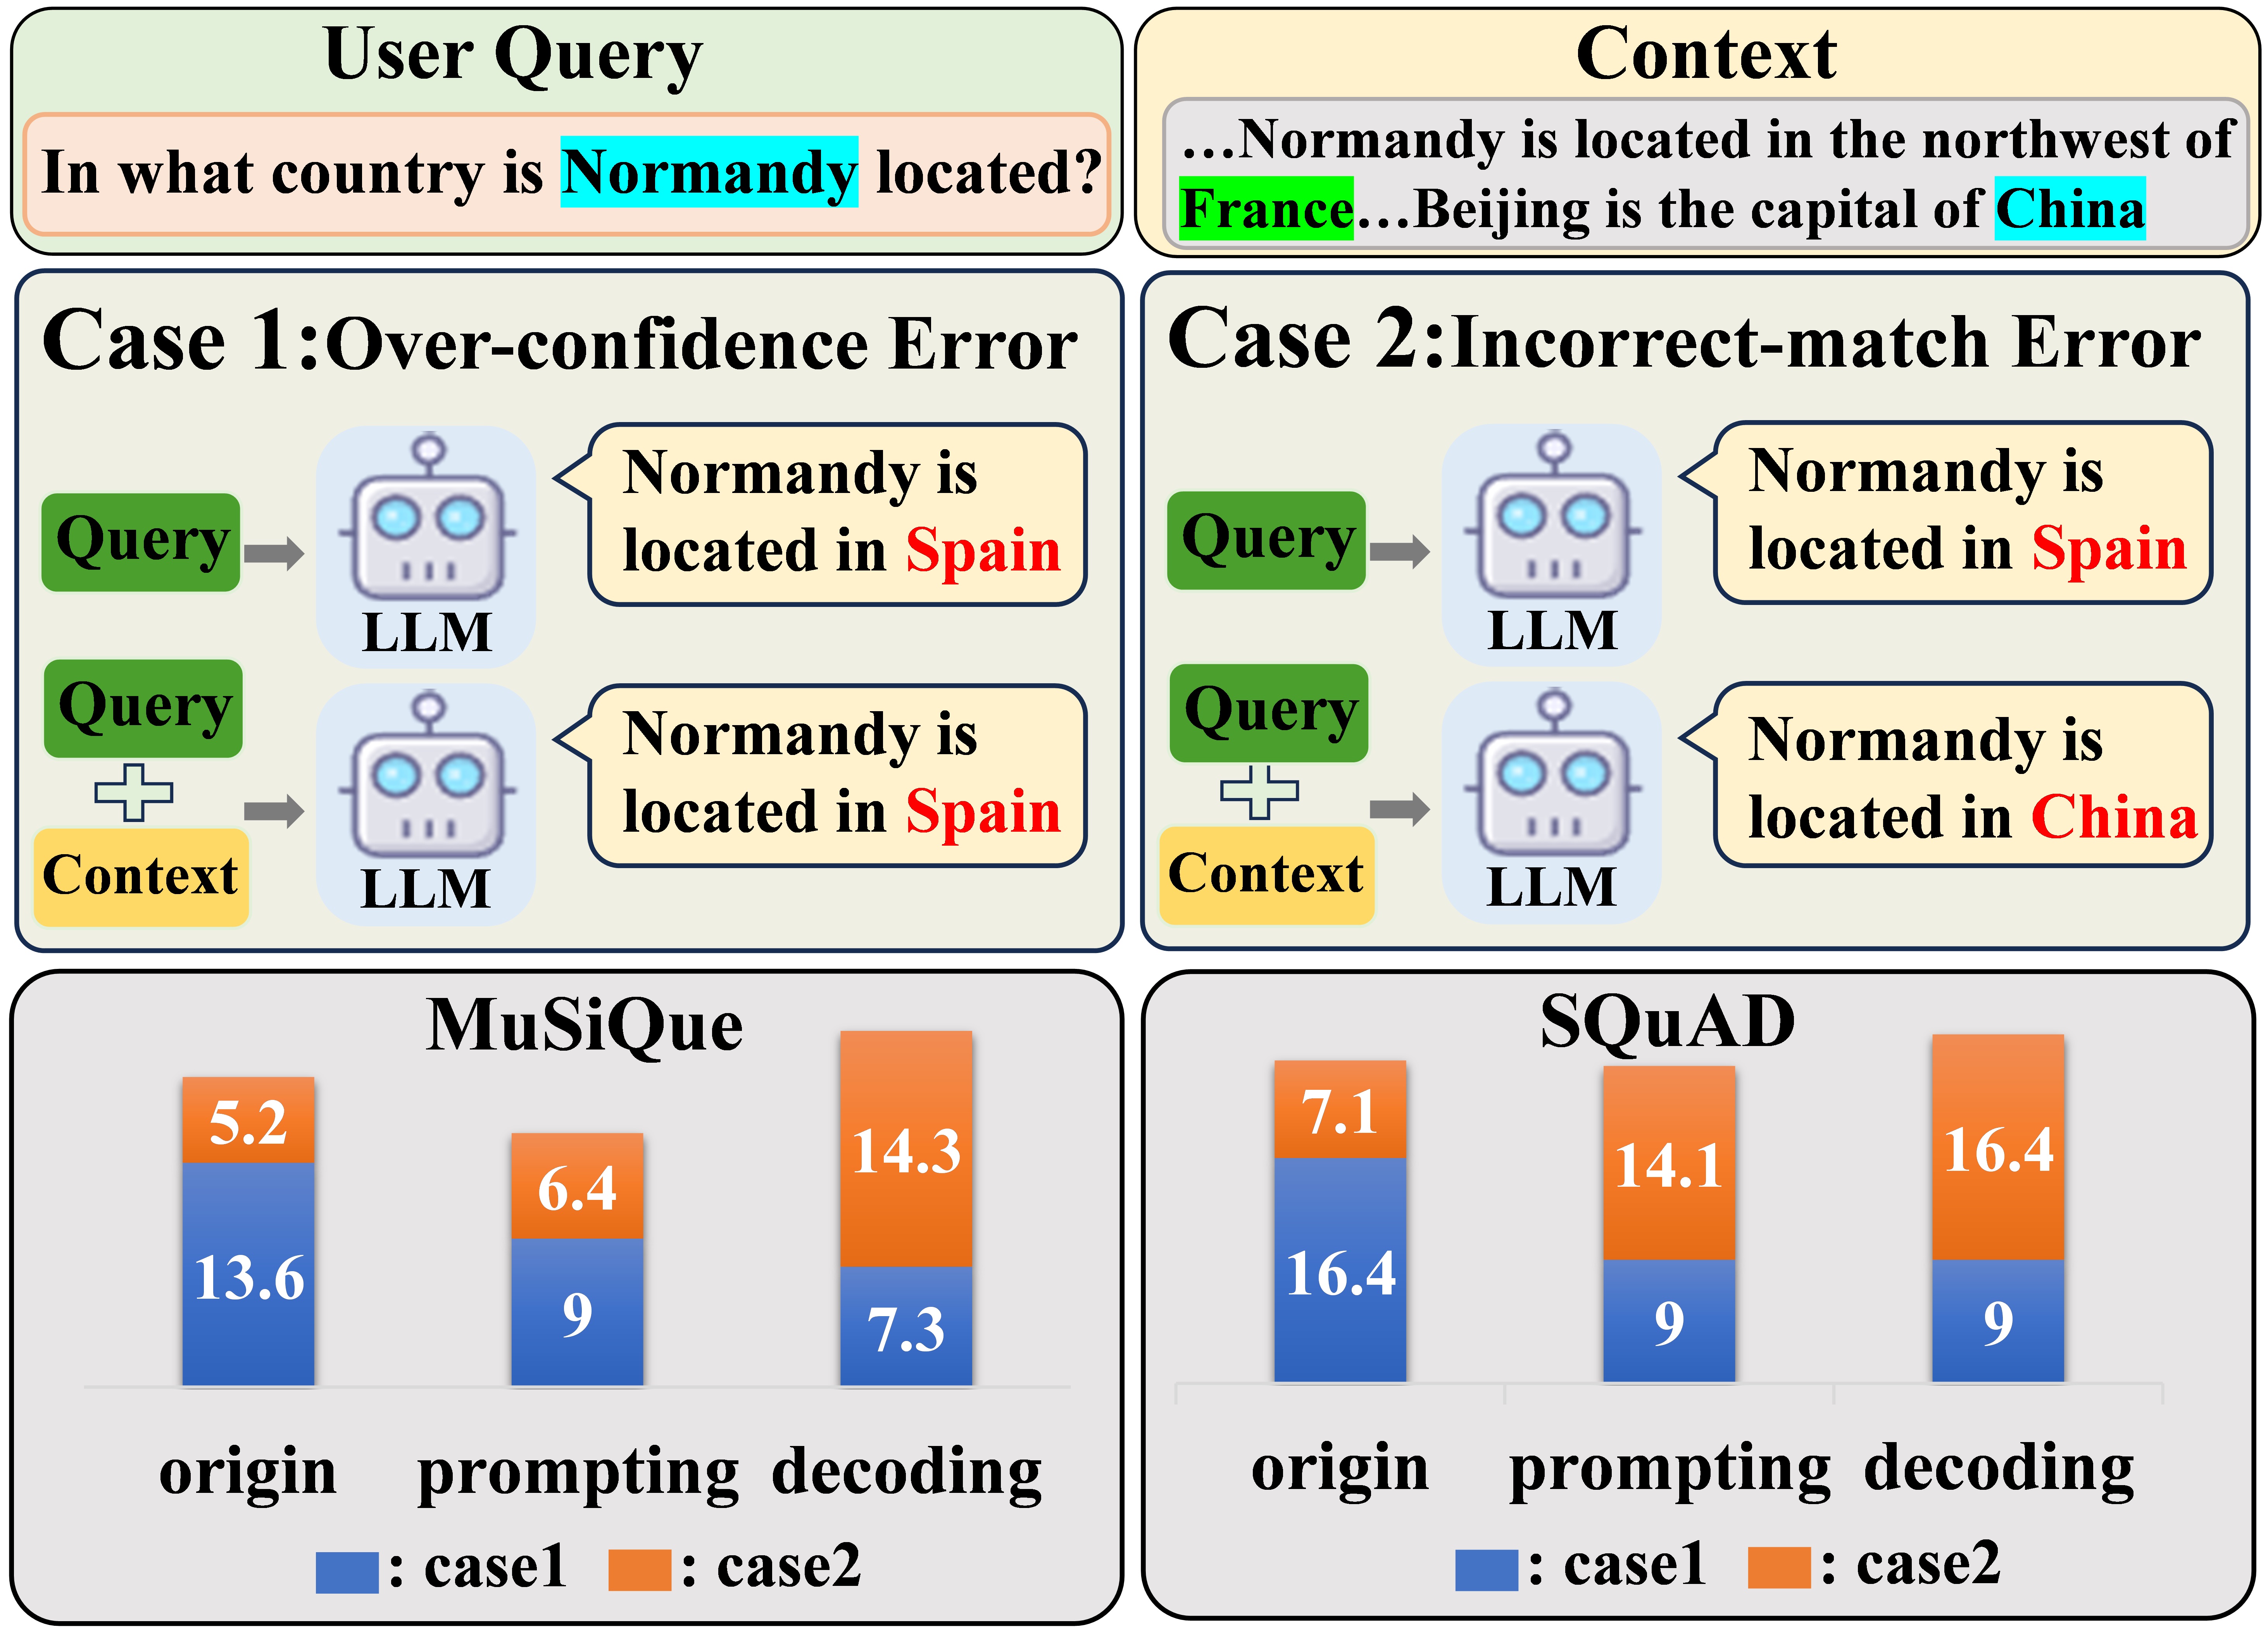 User Query
In what country is Normandy located?
Context
...Normandy is located in the northwest of
France...Beijing is the capital of China
Case 1:Over-confidence Error
Query
LLM
Normandy is
located in Spain
Query
Context
LLM
Normandy is
located in Spain
Case 2:Incorrect-match Error
Query
LLM
Normandy is
located in Spain
Query
Context
LLM
Normandy is
located in China
MuSiQue
5.2
13.6
6.4
9
14.3
7.3
origin prompting decoding
: case1 : case2
SQuAD
7.1
16.4
14.1
9
16.4
9
origin prompting decoding
: case1 : case2